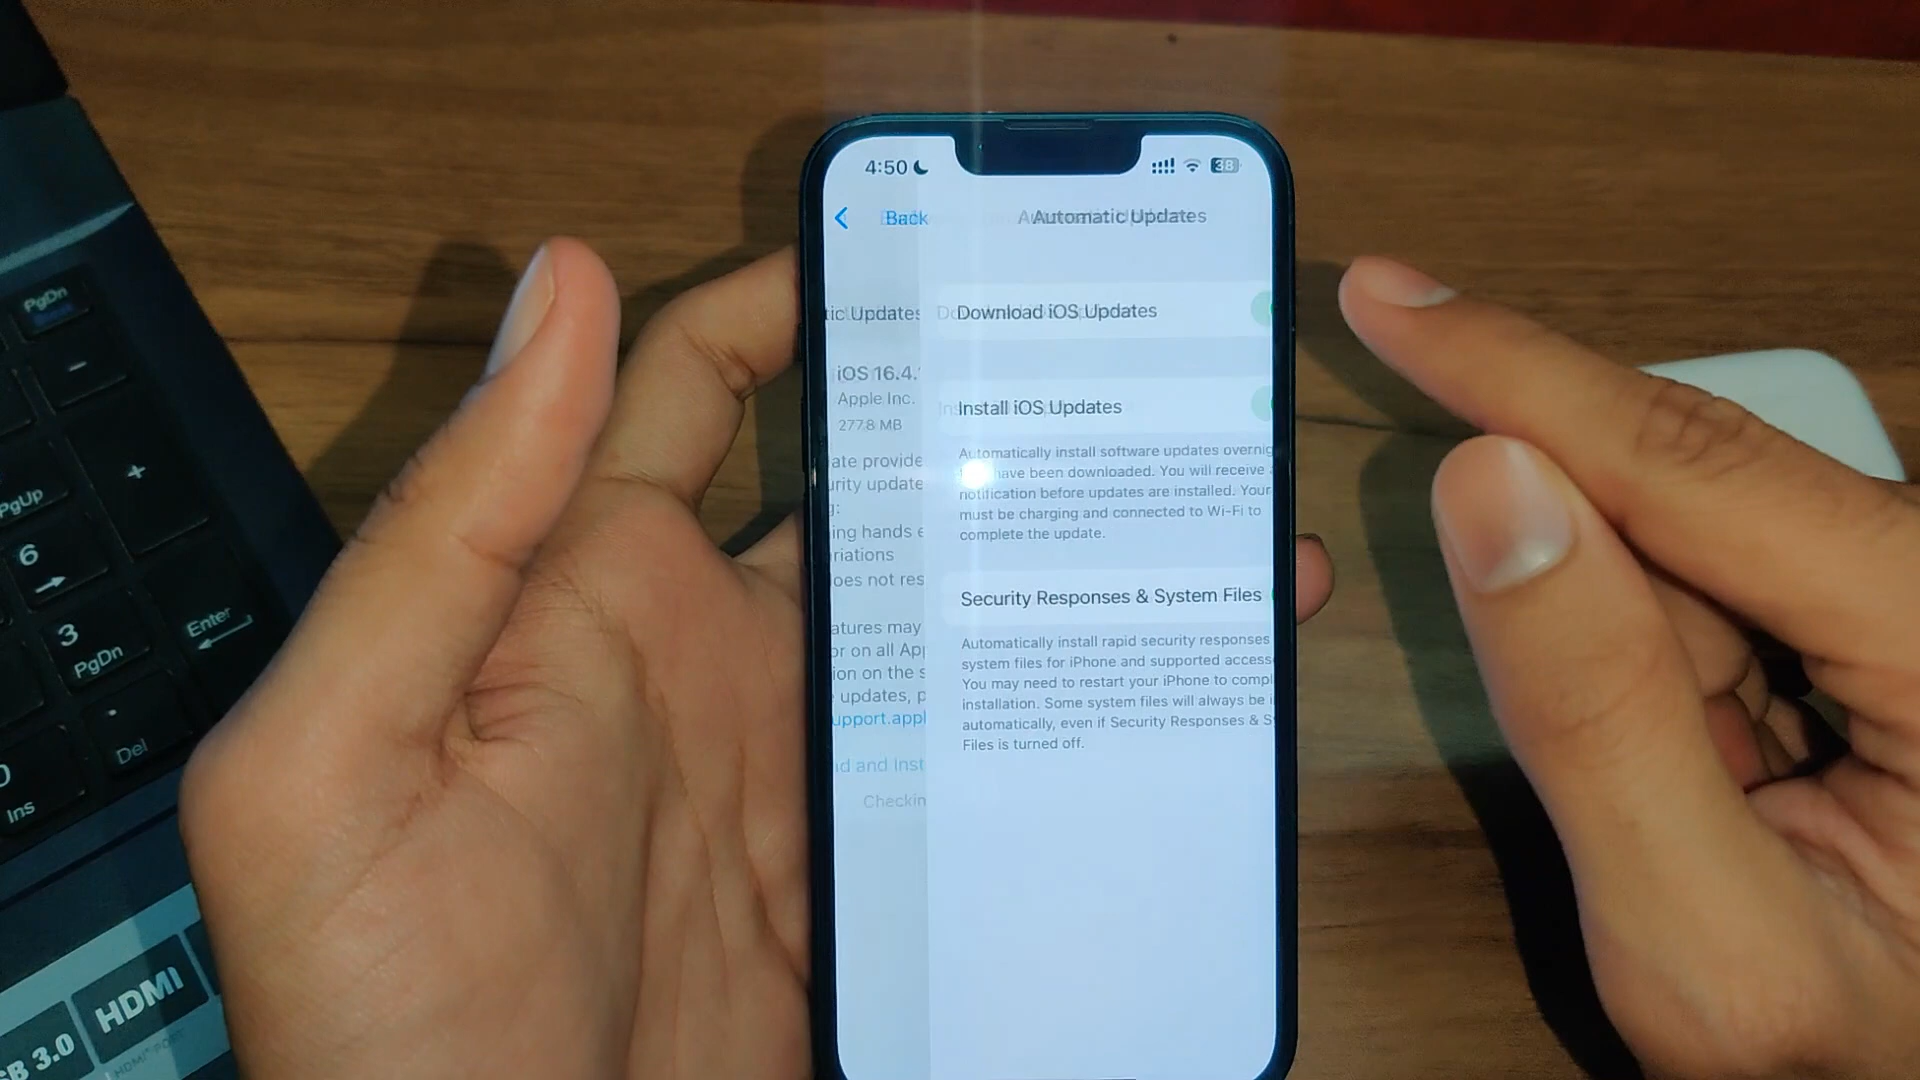 4:50
38
Back
Automatic Updates
tic Updates
Download iOS Updates
iOS 16.4.
Apple Inc.
277.8 MB
Install iOS Updates
Automatically install software updates overnig
have been downloaded. You will receive
notification before updates are installed. Your
must be charging and connected to Wi-Fi to
complete the update.
ate provide
urity update
g:
ing hands e
riations
oes not res
Security Responses & System Files
Automatically install rapid security responses
system files for iPhone and supported access
You may need to restart your iPhone to compl
installation. Some system files will always be i
automatically, even if Security Responses & S
Files is turned off.
atures may
or on all App
ion on the s
updates, p
upport.appl
d and Inst
Checkin
PgDn
-
+
PgUp
6
3
PgDn
Enter
.
Del
Ins
HDMI
HDMI PORT
B 3.0